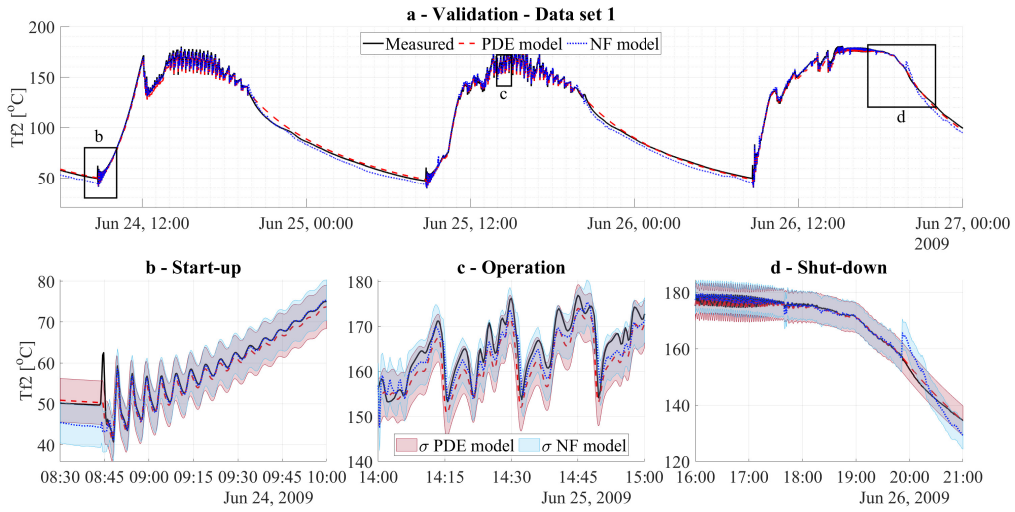 a - Validation - Data set 1
Measured PDE model NF model
Tf2 [°C]
200
150
100
50
b
c
d
Jun 24, 12:00 Jun 25, 00:00 Jun 25, 12:00 Jun 26, 00:00 Jun 26, 12:00 Jun 27, 00:00
2009
b - Start-up
Tf2 [°C]
80
70
60
50
40
08:30 08:45 09:00 09:15 09:30 09:45 10:00
Jun 24, 2009
c - Operation
180
170
160
150
140
σ PDE model σ NF model
14:00 14:15 14:30 14:45 15:00
Jun 25, 2009
d - Shut-down
180
160
140
120
16:00 17:00 18:00 19:00 20:00 21:00
Jun 26, 2009